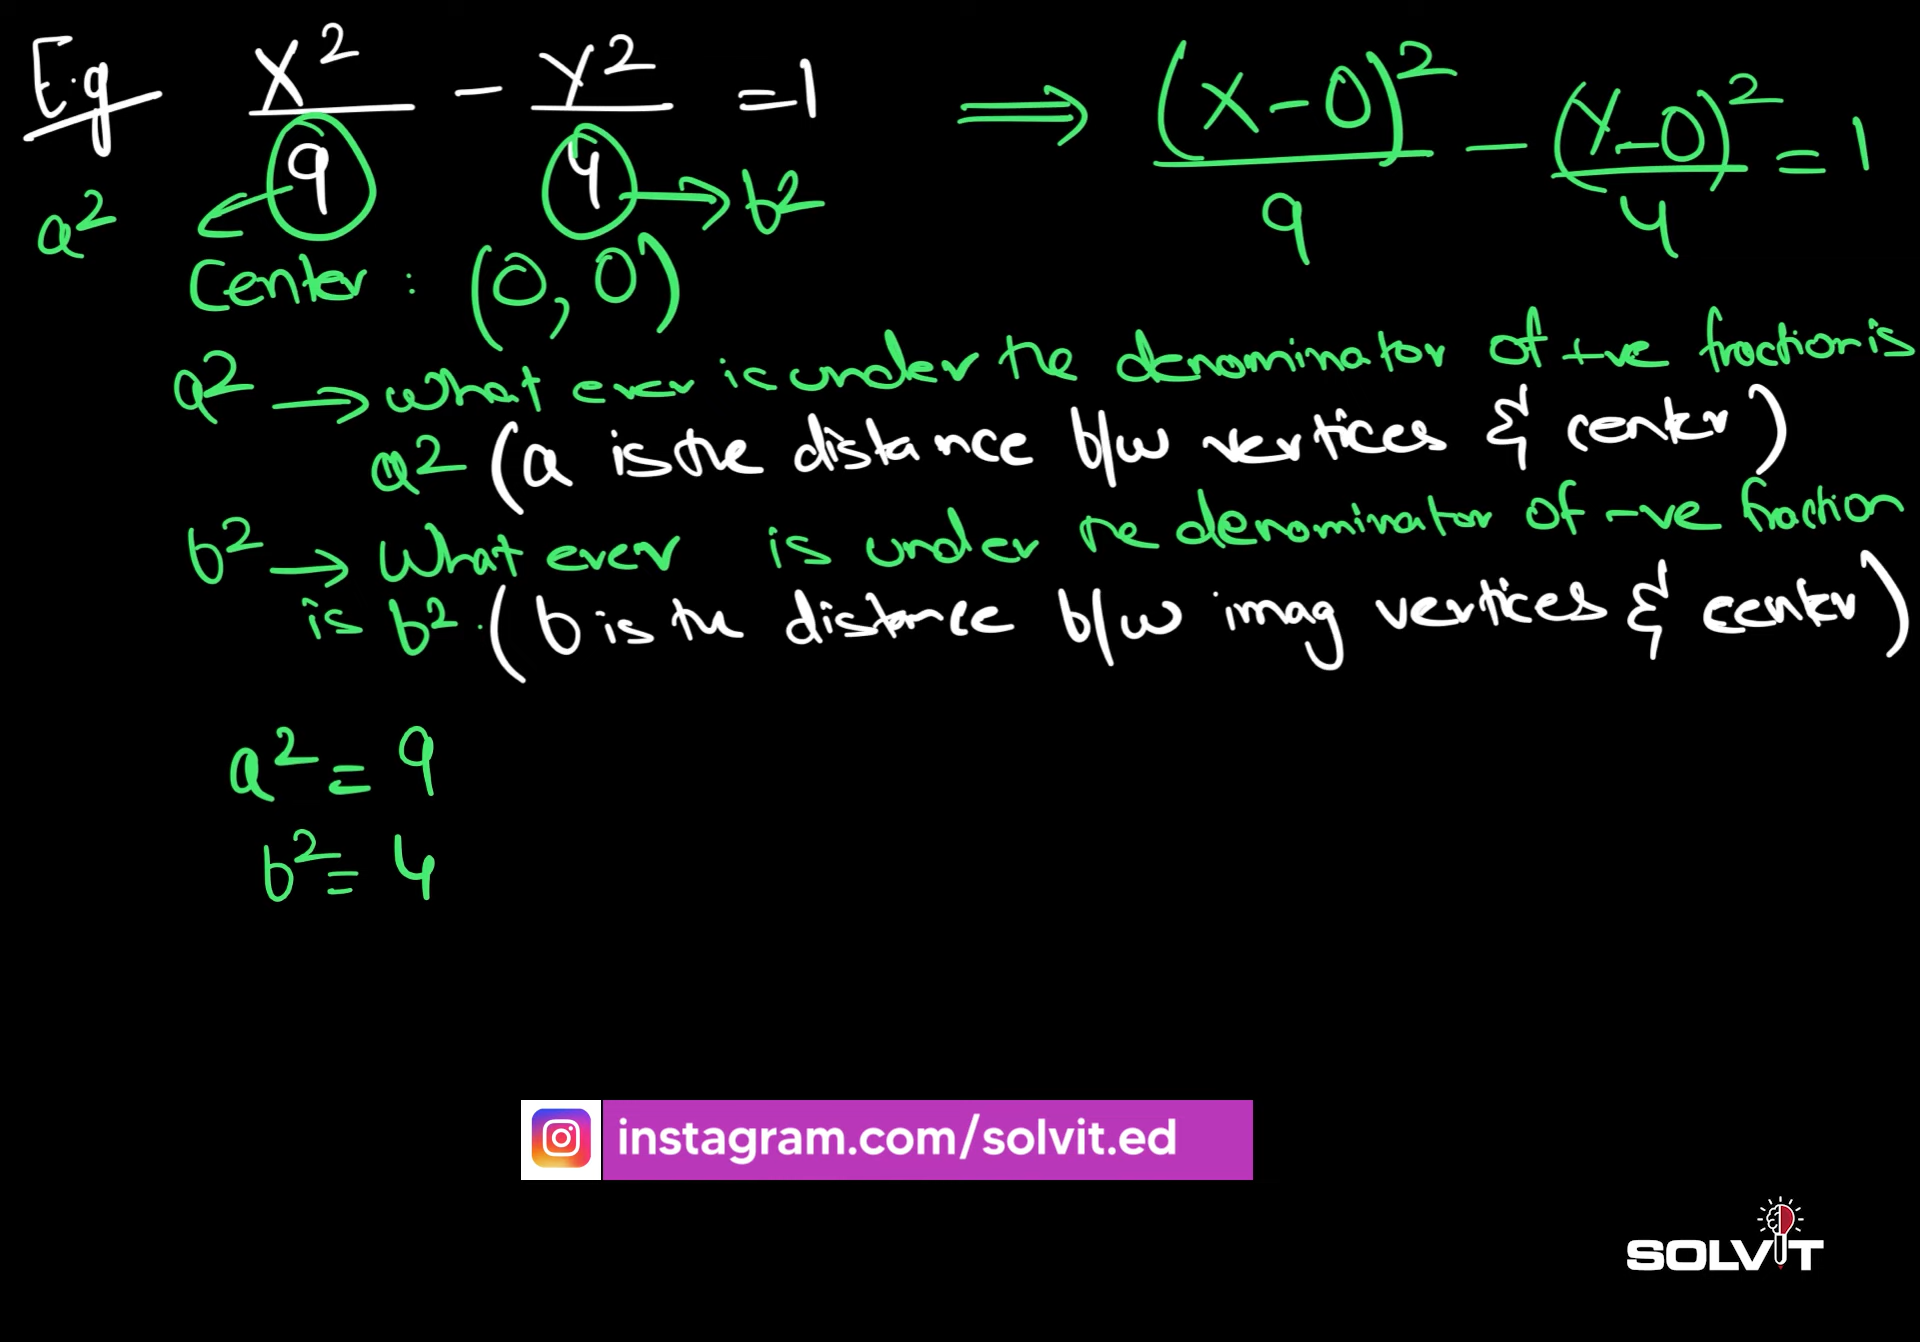 E.g x²/9 - y²/4 = 1 ⟹ (x-0)²/9 - (y-0)²/4 = 1
a² ← → b²
Center : (0, 0)
a² → what ever is under the denominator of +ve fraction is
a² (a is the distance b/w vertices & center)
b² → What ever is under the denominator of -ve fraction
is b². (b is the distance b/w imag vertices & center)
a² = 9
b² = 4
instagram.com/solvit.ed
SOLVIT